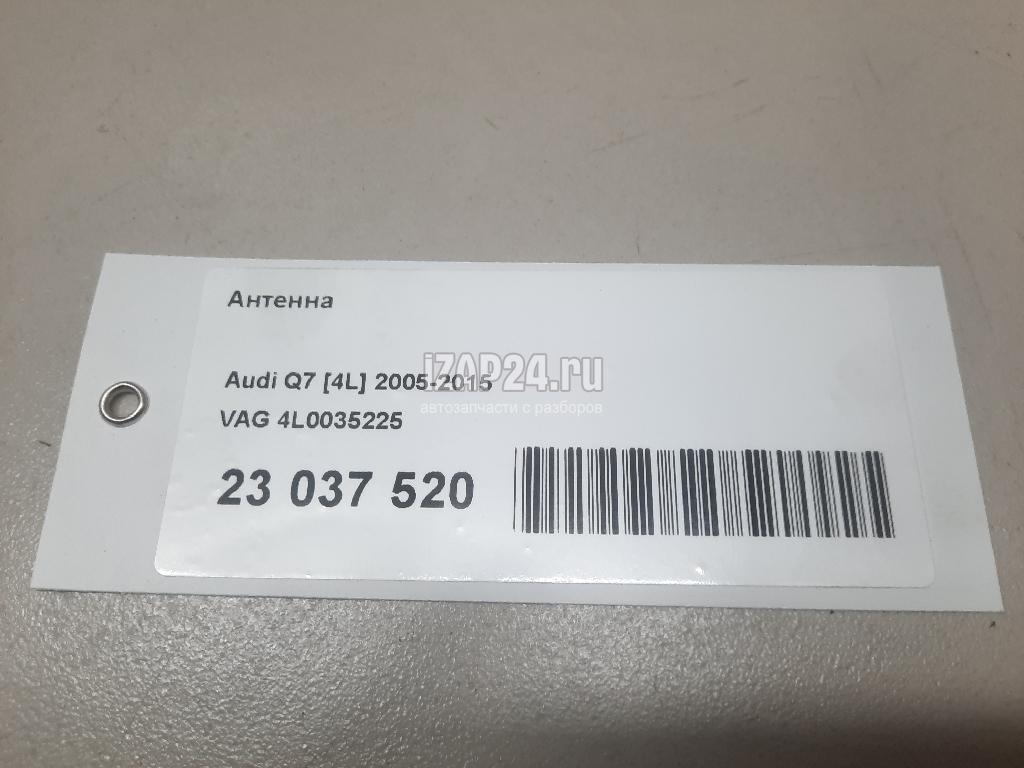 Антенна
iZAP24.ru
Audi Q7 [4L] 2005-2015
автозапчасти с разборов
VAG 4L0035225
23 037 520